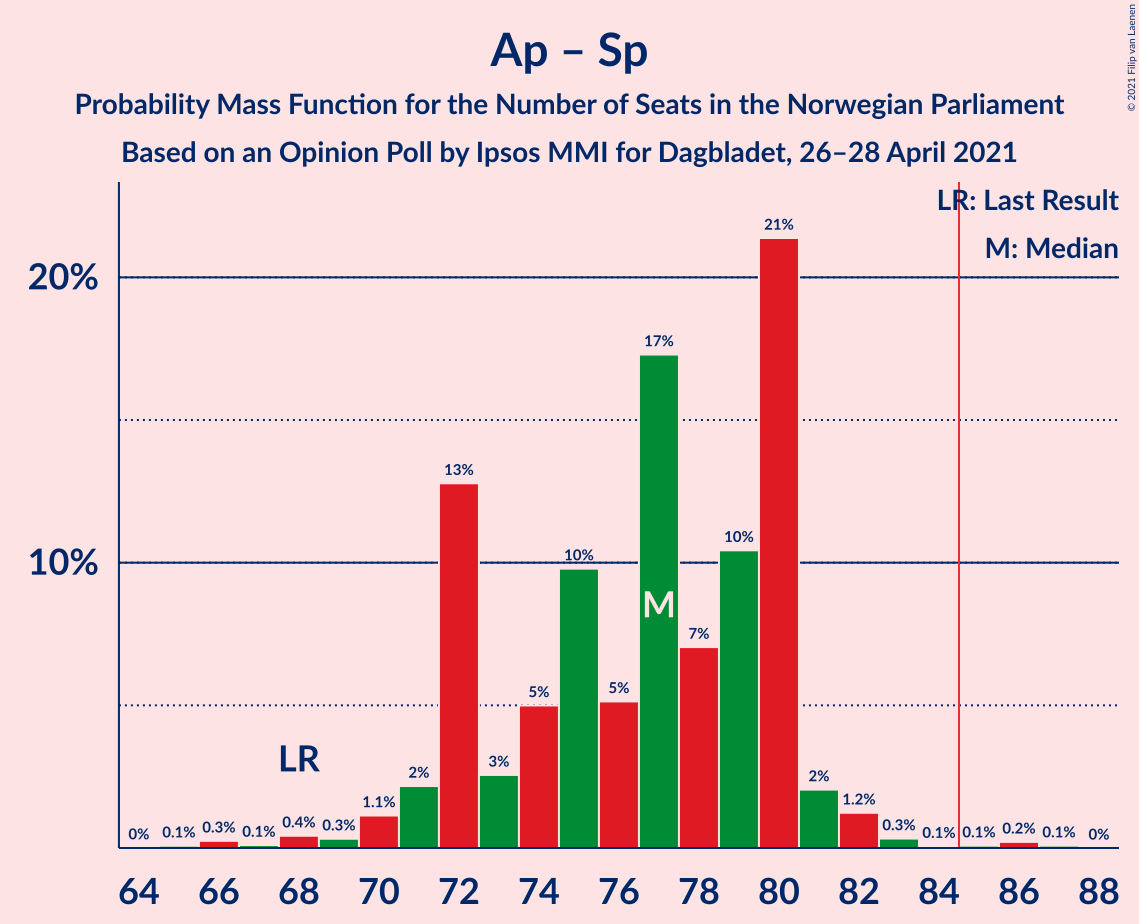 Ap – Sp
Probability Mass Function for the Number of Seats in the Norwegian Parliament
Based on an Opinion Poll by Ipsos MMI for Dagbladet, 26–28 April 2021
© 2021 Filip van Laenen
LR: Last Result
M: Median
20%
10%
0% 0.1% 0.3% 0.1% 0.4% 0.3% 1.1% 2% 13% 3% 5% 10% 5% 17% 7% 10% 21% 2% 1.2% 0.3% 0.1% 0.1% 0.2% 0.1% 0%
LR
M
64 66 68 70 72 74 76 78 80 82 84 86 88